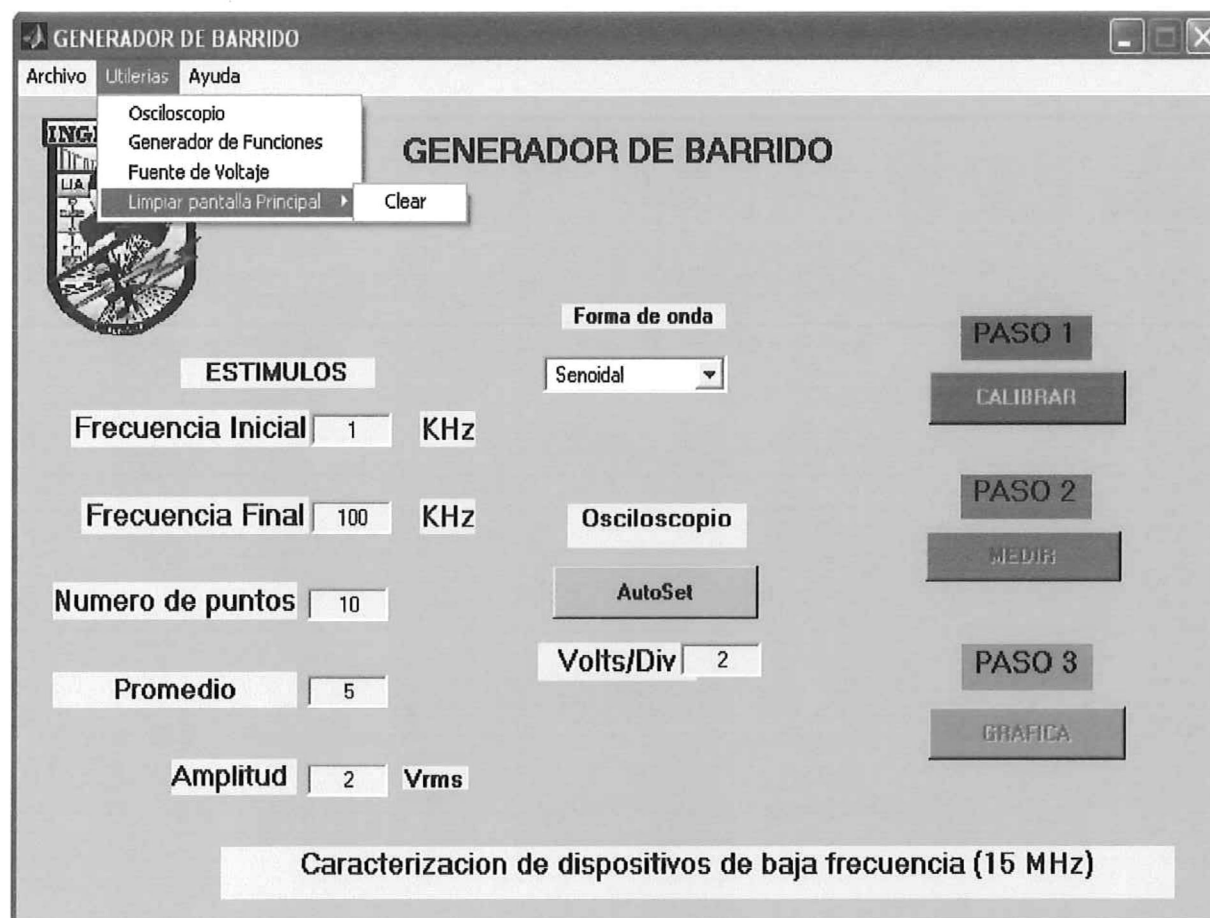 GENERADOR DE BARRIDO
Archivo Utilerias Ayuda
Osciloscopio
Generador de Funciones
Fuente de Voltaje
Limpiar pantalla Principal
Clear
GENERADOR DE BARRIDO
Forma de onda
Senoidal
ESTIMULOS
Frecuencia Inicial 1 KHz
Frecuencia Final 100 KHz
Numero de puntos 10
Promedio 5
Amplitud 2 Vrms
Osciloscopio
AutoSet
Volts/Div 2
PASO 1
CALIBRAR
PASO 2
MEDIR
PASO 3
GRAFICA
Caracterizacion de dispositivos de baja frecuencia (15 MHz)